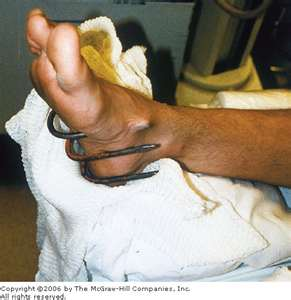 Copyright ©2006 by The McGraw-Hill Companies, Inc.
All rights reserved.